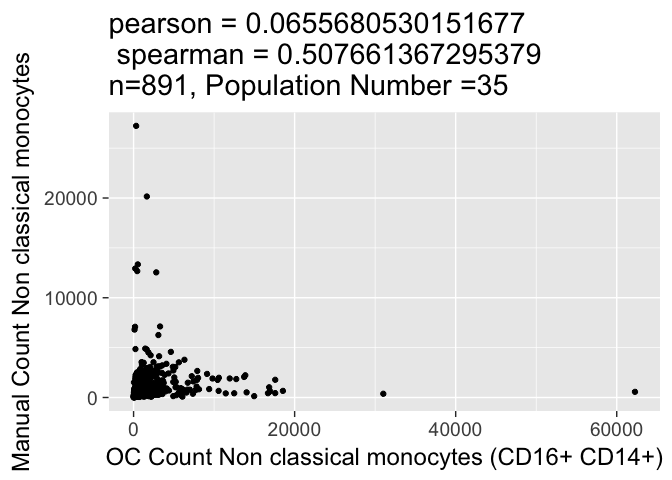 pearson = 0.0655680530151677
spearman = 0.507661367295379
n=891, Population Number =35
Manual Count Non classical monocytes
20000
10000
0
0
20000
40000
60000
OC Count Non classical monocytes (CD16+ CD14+)